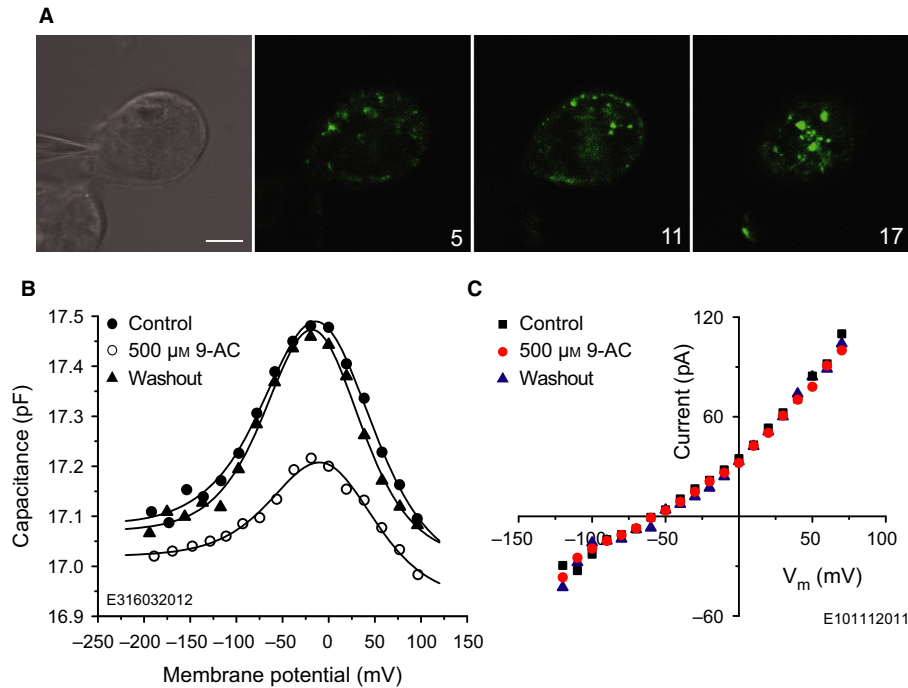 A
5
11
17
B
17.5
17.4
17.3
17.2
17.1
17.0
16.9
Capacitance (pF)
Control
500 μM 9-AC
Washout
E316032012
–250 –200 –150 –100 –50 0 50 100 150
Membrane potential (mV)
C
Control
500 μM 9-AC
Washout
120
60
–60
Current (pA)
–150 –100 –50 0 50 100
Vm (mV)
E101112011